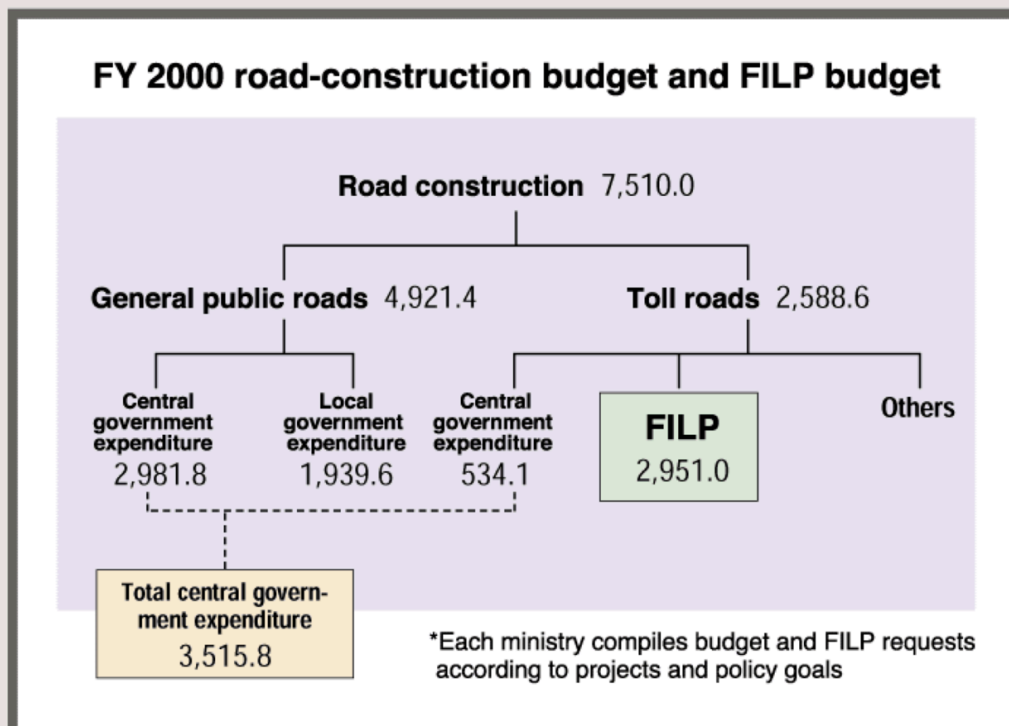 FY 2000 road-construction budget and FILP budget
Road construction 7,510.0
General public roads 4,921.4
Toll roads 2,588.6
Central
government
expenditure
2,981.8
Local
government
expenditure
1,939.6
Central
government
expenditure
534.1
FILP
2,951.0
Others
Total central govern-
ment expenditure
3,515.8
*Each ministry compiles budget and FILP requests
according to projects and policy goals